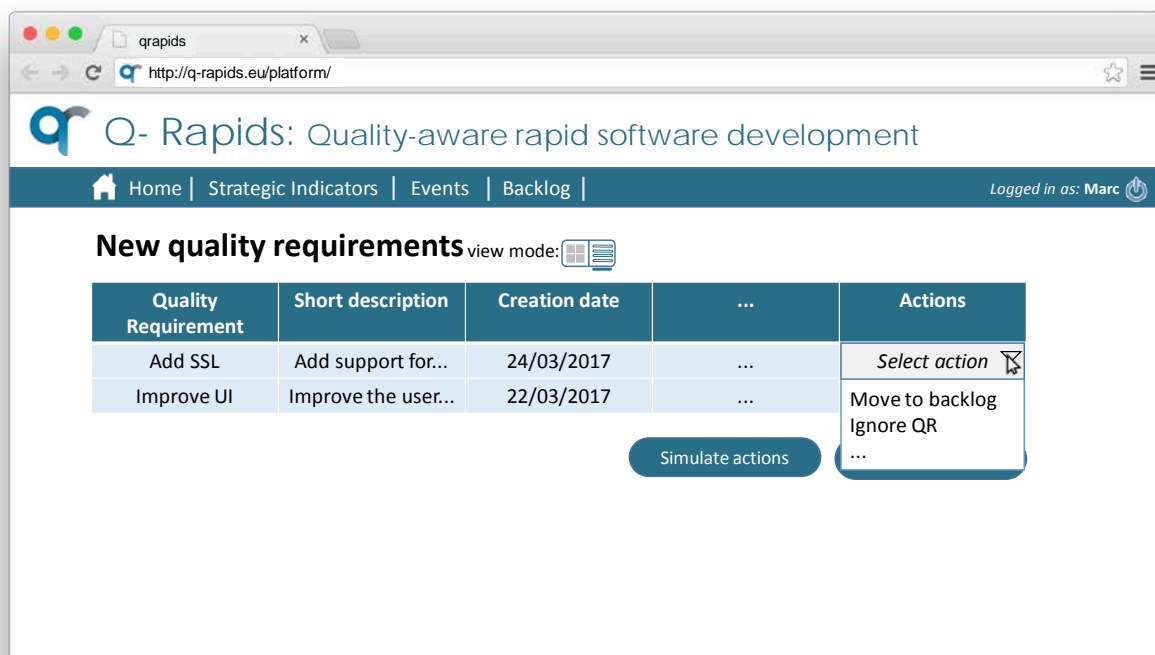 qrapids
http://q-rapids.eu/platform/
qr Q- Rapids: Quality-aware rapid software development
Home | Strategic Indicators | Events | Backlog | Logged in as: Marc
New quality requirements view mode:
Quality Requirement Short description Creation date ... Actions
Add SSL Add support for... 24/03/2017 ... Select action
Improve UI Improve the user... 22/03/2017 ...
Move to backlog
Ignore QR
...
Simulate actions